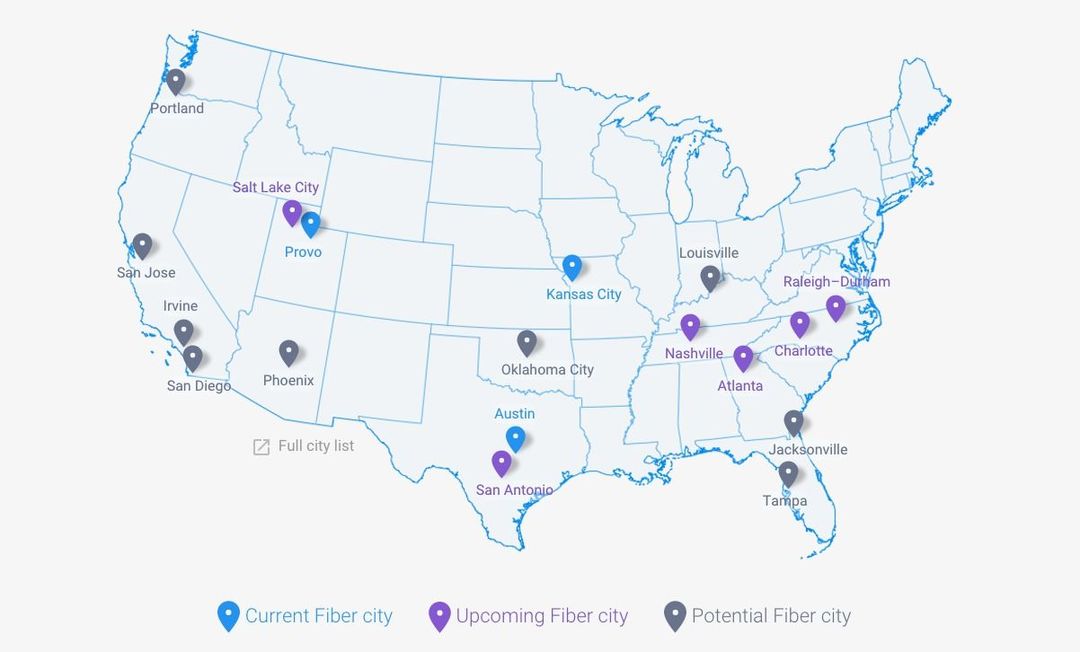 Portland
Salt Lake City
Provo
San Jose
Irvine
San Diego
Phoenix
Kansas City
Louisville
Raleigh–Durham
Nashville
Charlotte
Oklahoma City
Atlanta
Austin
San Antonio
Jacksonville
Tampa
Full city list
Current Fiber city
Upcoming Fiber city
Potential Fiber city